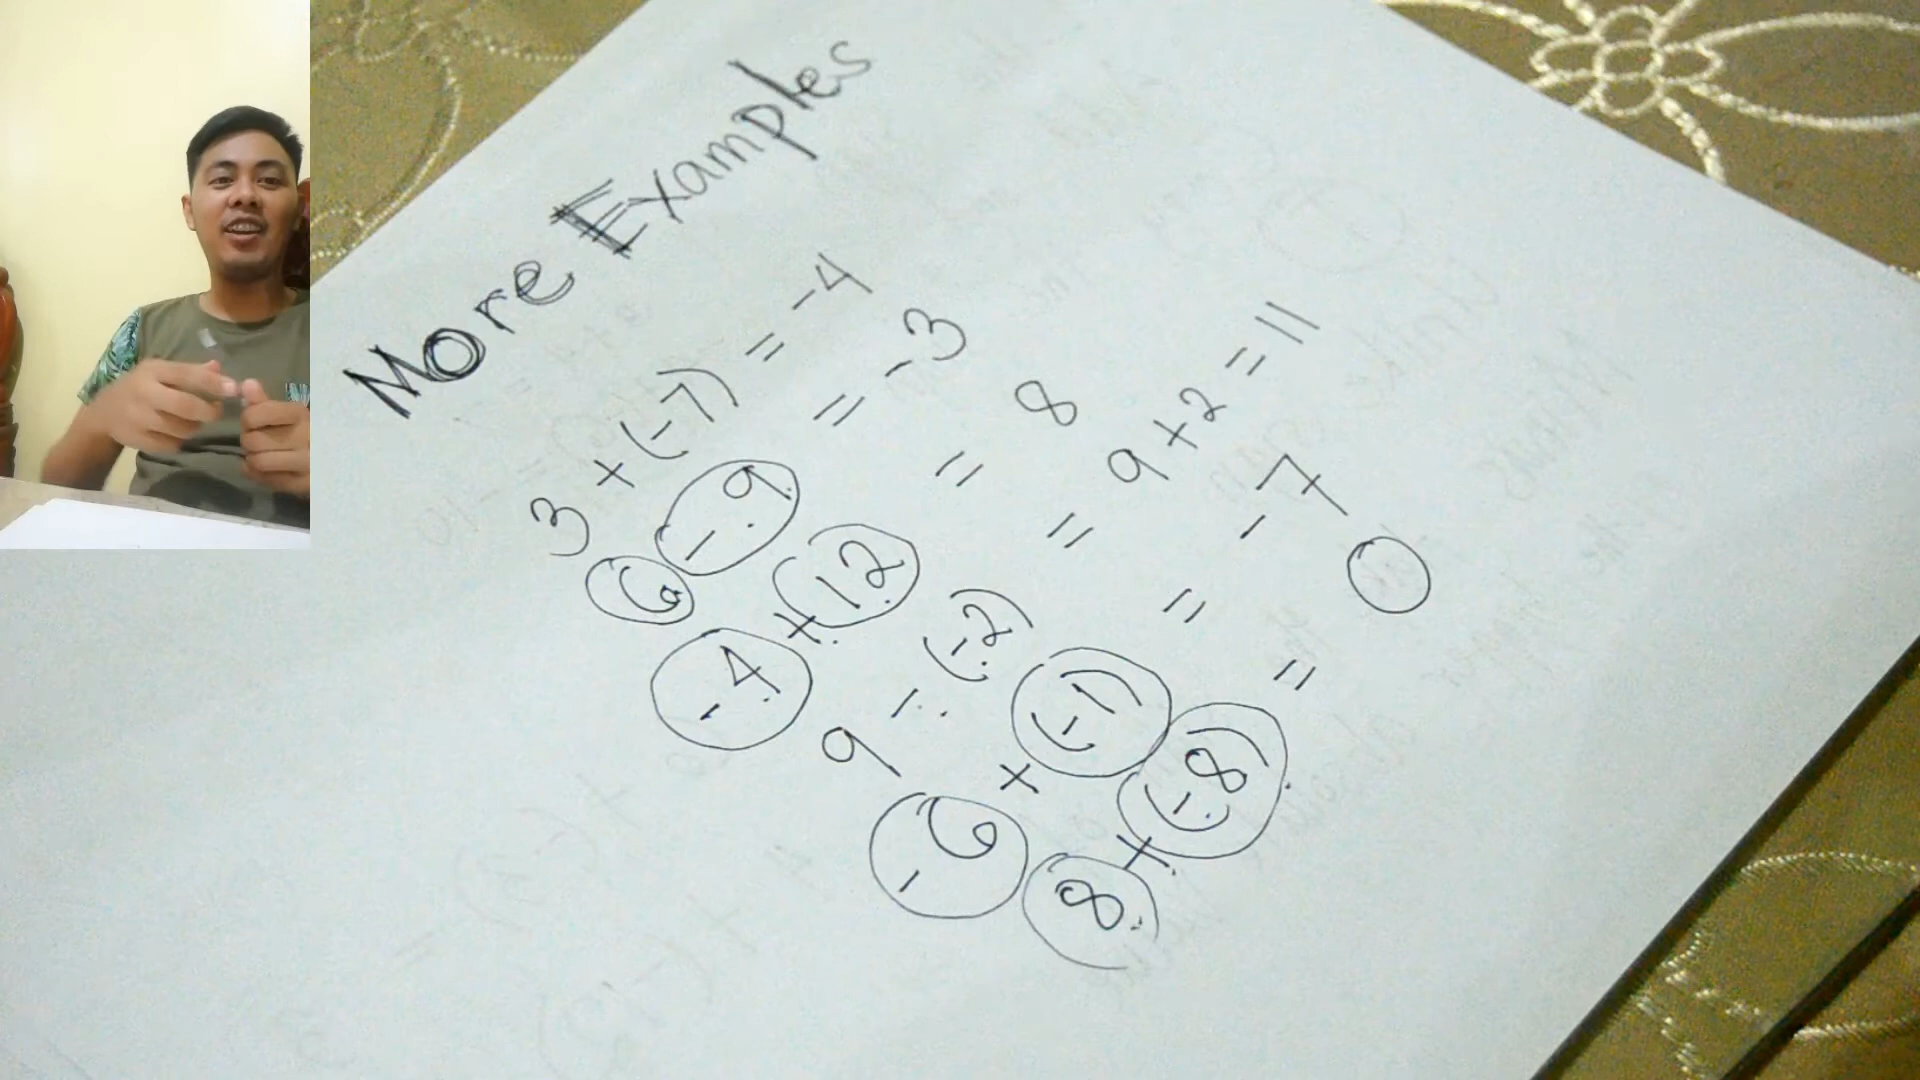 More Examples
3 + (-7) = -4
6 - 9 = -3
-4 + 12 = 8
9 - (-2) = 9 + 2 = 11
-6 + (-1) = -7
8 + (-8) = 0